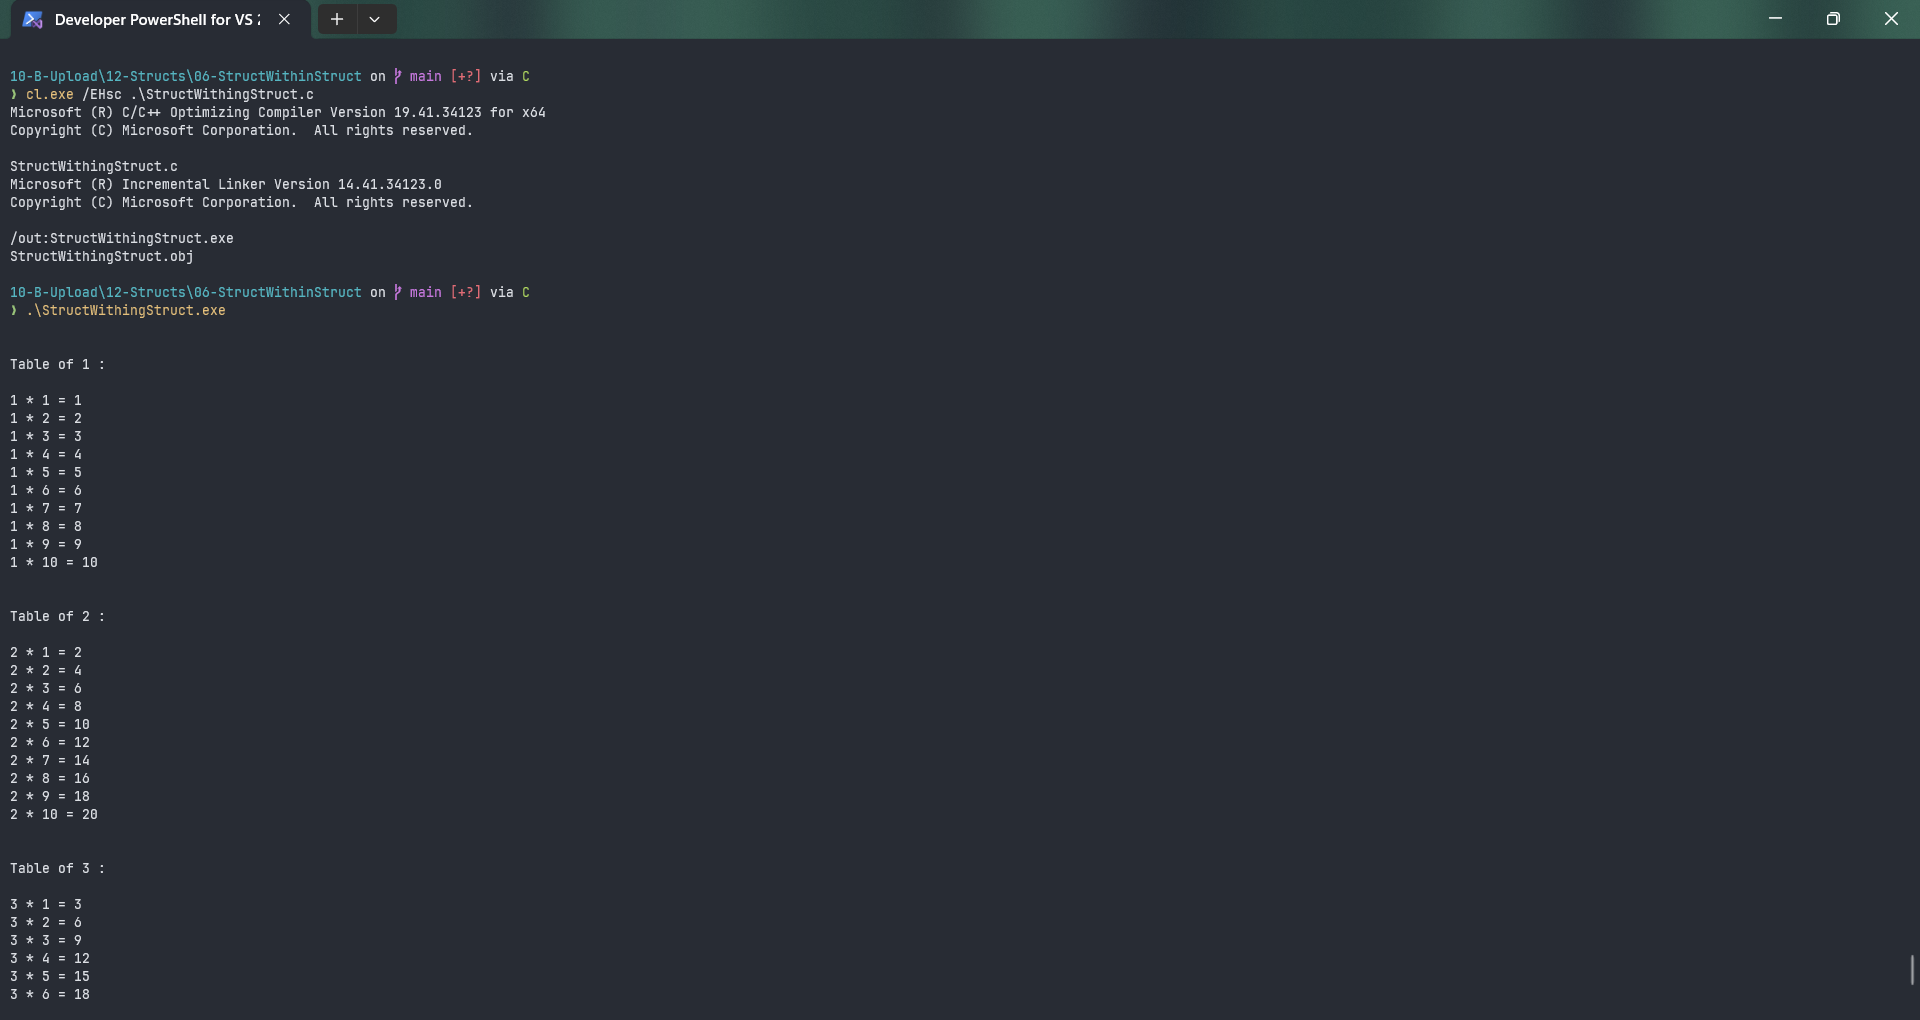 Developer PowerShell for VS 2
10-B-Upload\12-Structs\06-StructWithinStruct on main [+?] via C
❯ cl.exe /EHsc .\StructWithingStruct.c
Microsoft (R) C/C++ Optimizing Compiler Version 19.41.34123 for x64
Copyright (C) Microsoft Corporation.  All rights reserved.
StructWithingStruct.c
Microsoft (R) Incremental Linker Version 14.41.34123.0
Copyright (C) Microsoft Corporation.  All rights reserved.
/out:StructWithingStruct.exe
StructWithingStruct.obj
10-B-Upload\12-Structs\06-StructWithinStruct on main [+?] via C
❯ .\StructWithingStruct.exe
Table of 1 :
1 * 1 = 1
1 * 2 = 2
1 * 3 = 3
1 * 4 = 4
1 * 5 = 5
1 * 6 = 6
1 * 7 = 7
1 * 8 = 8
1 * 9 = 9
1 * 10 = 10
Table of 2 :
2 * 1 = 2
2 * 2 = 4
2 * 3 = 6
2 * 4 = 8
2 * 5 = 10
2 * 6 = 12
2 * 7 = 14
2 * 8 = 16
2 * 9 = 18
2 * 10 = 20
Table of 3 :
3 * 1 = 3
3 * 2 = 6
3 * 3 = 9
3 * 4 = 12
3 * 5 = 15
3 * 6 = 18